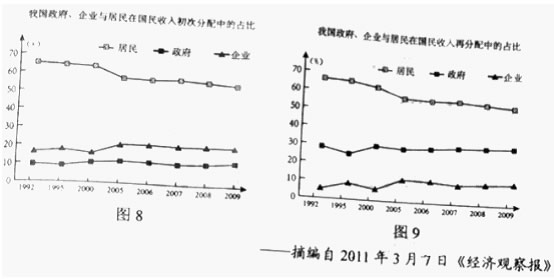 我国政府、企业与居民在国民收入初次分配中的占比
(%)
居民 政府 企业
70
60
50
40
30
20
10
0
1992 1995 2000 2005 2006 2007 2008 2009
图8
我国政府、企业与居民在国民收入再分配中的占比
(%)
居民 政府 企业
70
60
50
40
30
20
10
0
1992 1995 2000 2005 2006 2007 2008 2009
图9
——摘编自2011年3月7日《经济观察报》